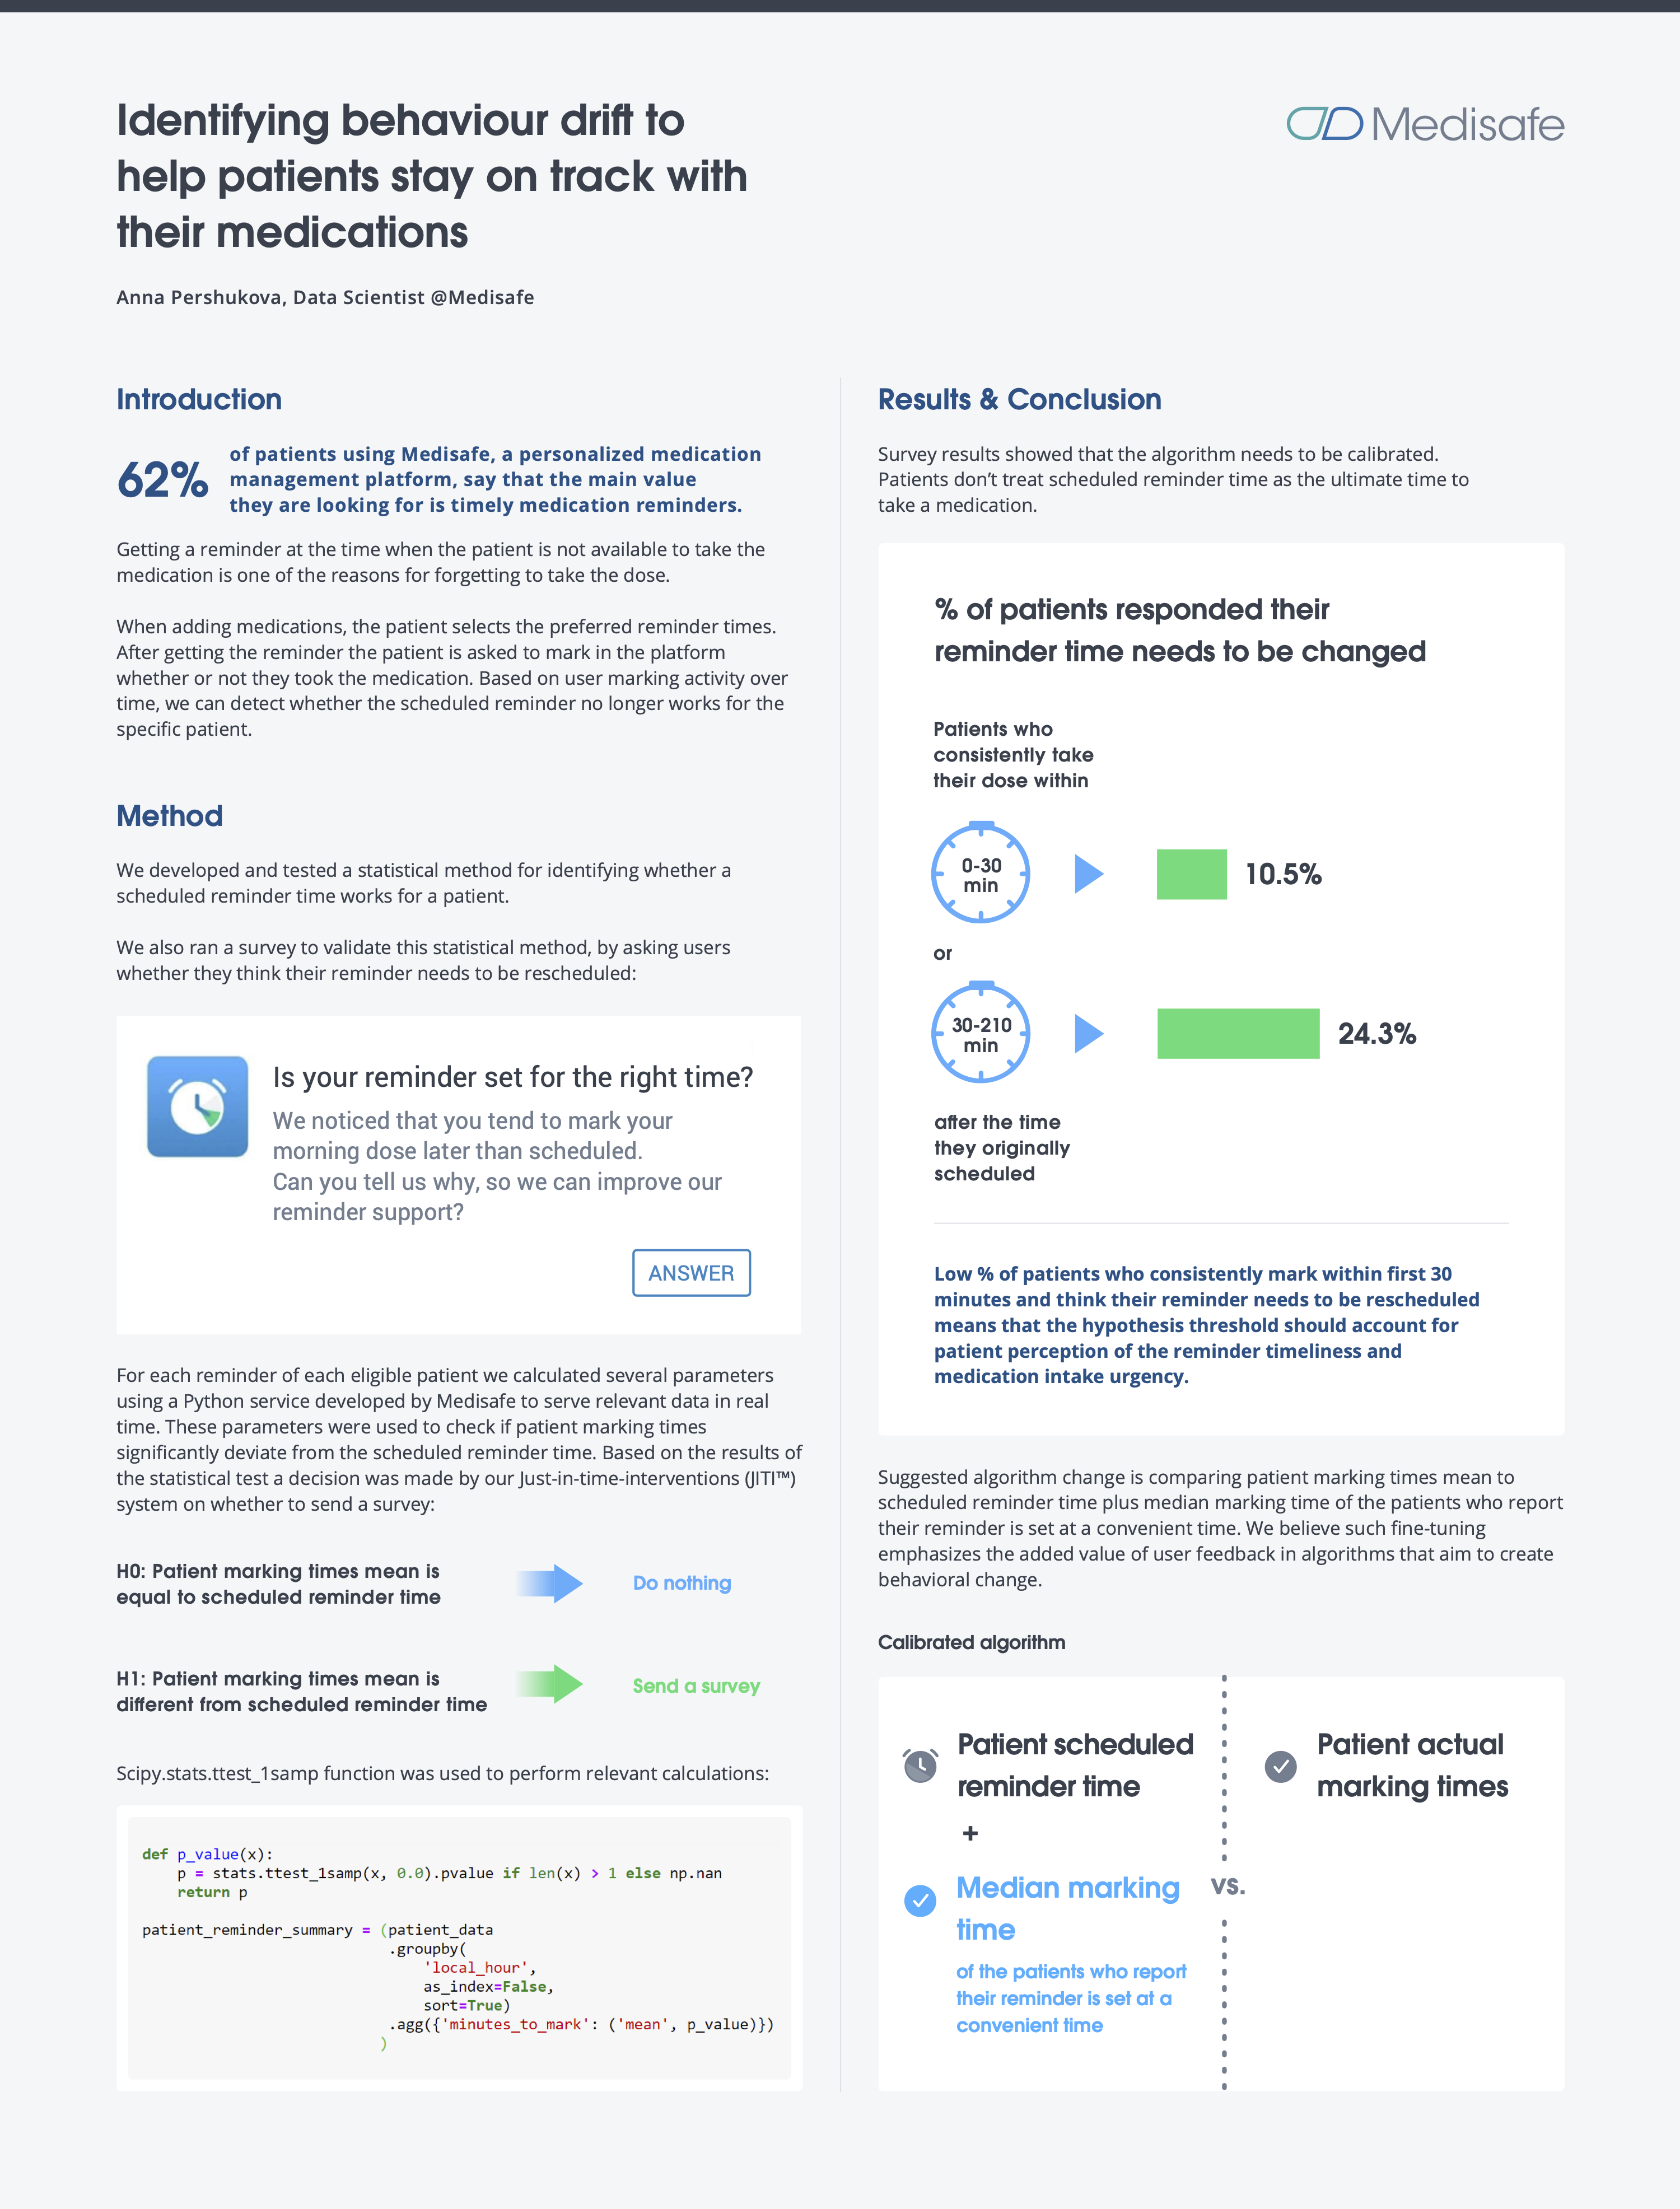 Identifying behaviour drift to
help patients stay on track with
their medications
Medisafe
Anna Pershukova, Data Scientist @Medisafe
Introduction
62%
of patients using Medisafe, a personalized medication
management platform, say that the main value
they are looking for is timely medication reminders.
Getting a reminder at the time when the patient is not available to take the
medication is one of the reasons for forgetting to take the dose.
When adding medications, the patient selects the preferred reminder times.
After getting the reminder the patient is asked to mark in the platform
whether or not they took the medication. Based on user marking activity over
time, we can detect whether the scheduled reminder no longer works for the
specific patient.
Method
We developed and tested a statistical method for identifying whether a
scheduled reminder time works for a patient.
We also ran a survey to validate this statistical method, by asking users
whether they think their reminder needs to be rescheduled:
Is your reminder set for the right time?
We noticed that you tend to mark your
morning dose later than scheduled.
Can you tell us why, so we can improve our
reminder support?
ANSWER
For each reminder of each eligible patient we calculated several parameters
using a Python service developed by Medisafe to serve relevant data in real
time. These parameters were used to check if patient marking times
significantly deviate from the scheduled reminder time. Based on the results of
the statistical test a decision was made by our Just-in-time-interventions (JITI™)
system on whether to send a survey:
H0: Patient marking times mean is
equal to scheduled reminder time
Do nothing
H1: Patient marking times mean is
different from scheduled reminder time
Send a survey
Scipy.stats.ttest_1samp function was used to perform relevant calculations:
def p_value(x):
    p = stats.ttest_1samp(x, 0.0).pvalue if len(x) > 1 else np.nan
    return p
patient_reminder_summary = (patient_data
                            .groupby(
                                'local_hour',
                                as_index=False,
                                sort=True)
                            .agg({'minutes_to_mark': ('mean', p_value)})
                           )
Results & Conclusion
Survey results showed that the algorithm needs to be calibrated.
Patients don’t treat scheduled reminder time as the ultimate time to
take a medication.
% of patients responded their
reminder time needs to be changed
Patients who
consistently take
their dose within
0-30
min
10.5%
or
30-210
min
24.3%
after the time
they originally
scheduled
Low % of patients who consistently mark within first 30
minutes and think their reminder needs to be rescheduled
means that the hypothesis threshold should account for
patient perception of the reminder timeliness and
medication intake urgency.
Suggested algorithm change is comparing patient marking times mean to
scheduled reminder time plus median marking time of the patients who report
their reminder is set at a convenient time. We believe such fine-tuning
emphasizes the added value of user feedback in algorithms that aim to create
behavioral change.
Calibrated algorithm
Patient scheduled
reminder time
+
Median marking
time
of the patients who report
their reminder is set at a
convenient time
vs.
Patient actual
marking times